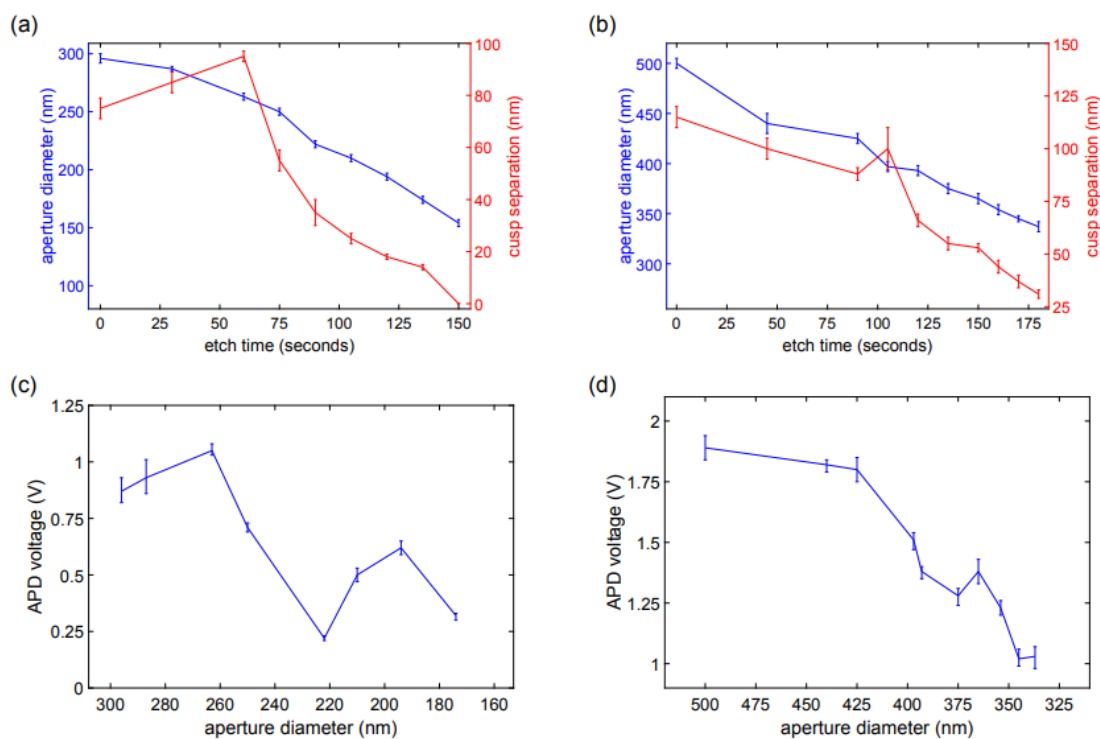 (a)
300
250
200
150
100
aperture diameter (nm)
100
80
60
40
20
0
cusp separation (nm)
0 25 50 75 100 125 150
etch time (seconds)
(b)
500
450
400
350
300
aperture diameter (nm)
150
125
100
75
50
25
cusp separation (nm)
0 25 50 75 100 125 150 175
etch time (seconds)
(c)
1.25
1
0.75
0.5
0.25
0
APD voltage (V)
300 280 260 240 220 200 180 160
aperture diameter (nm)
(d)
2
1.75
1.5
1.25
1
APD voltage (V)
500 475 450 425 400 375 350 325
aperture diameter (nm)